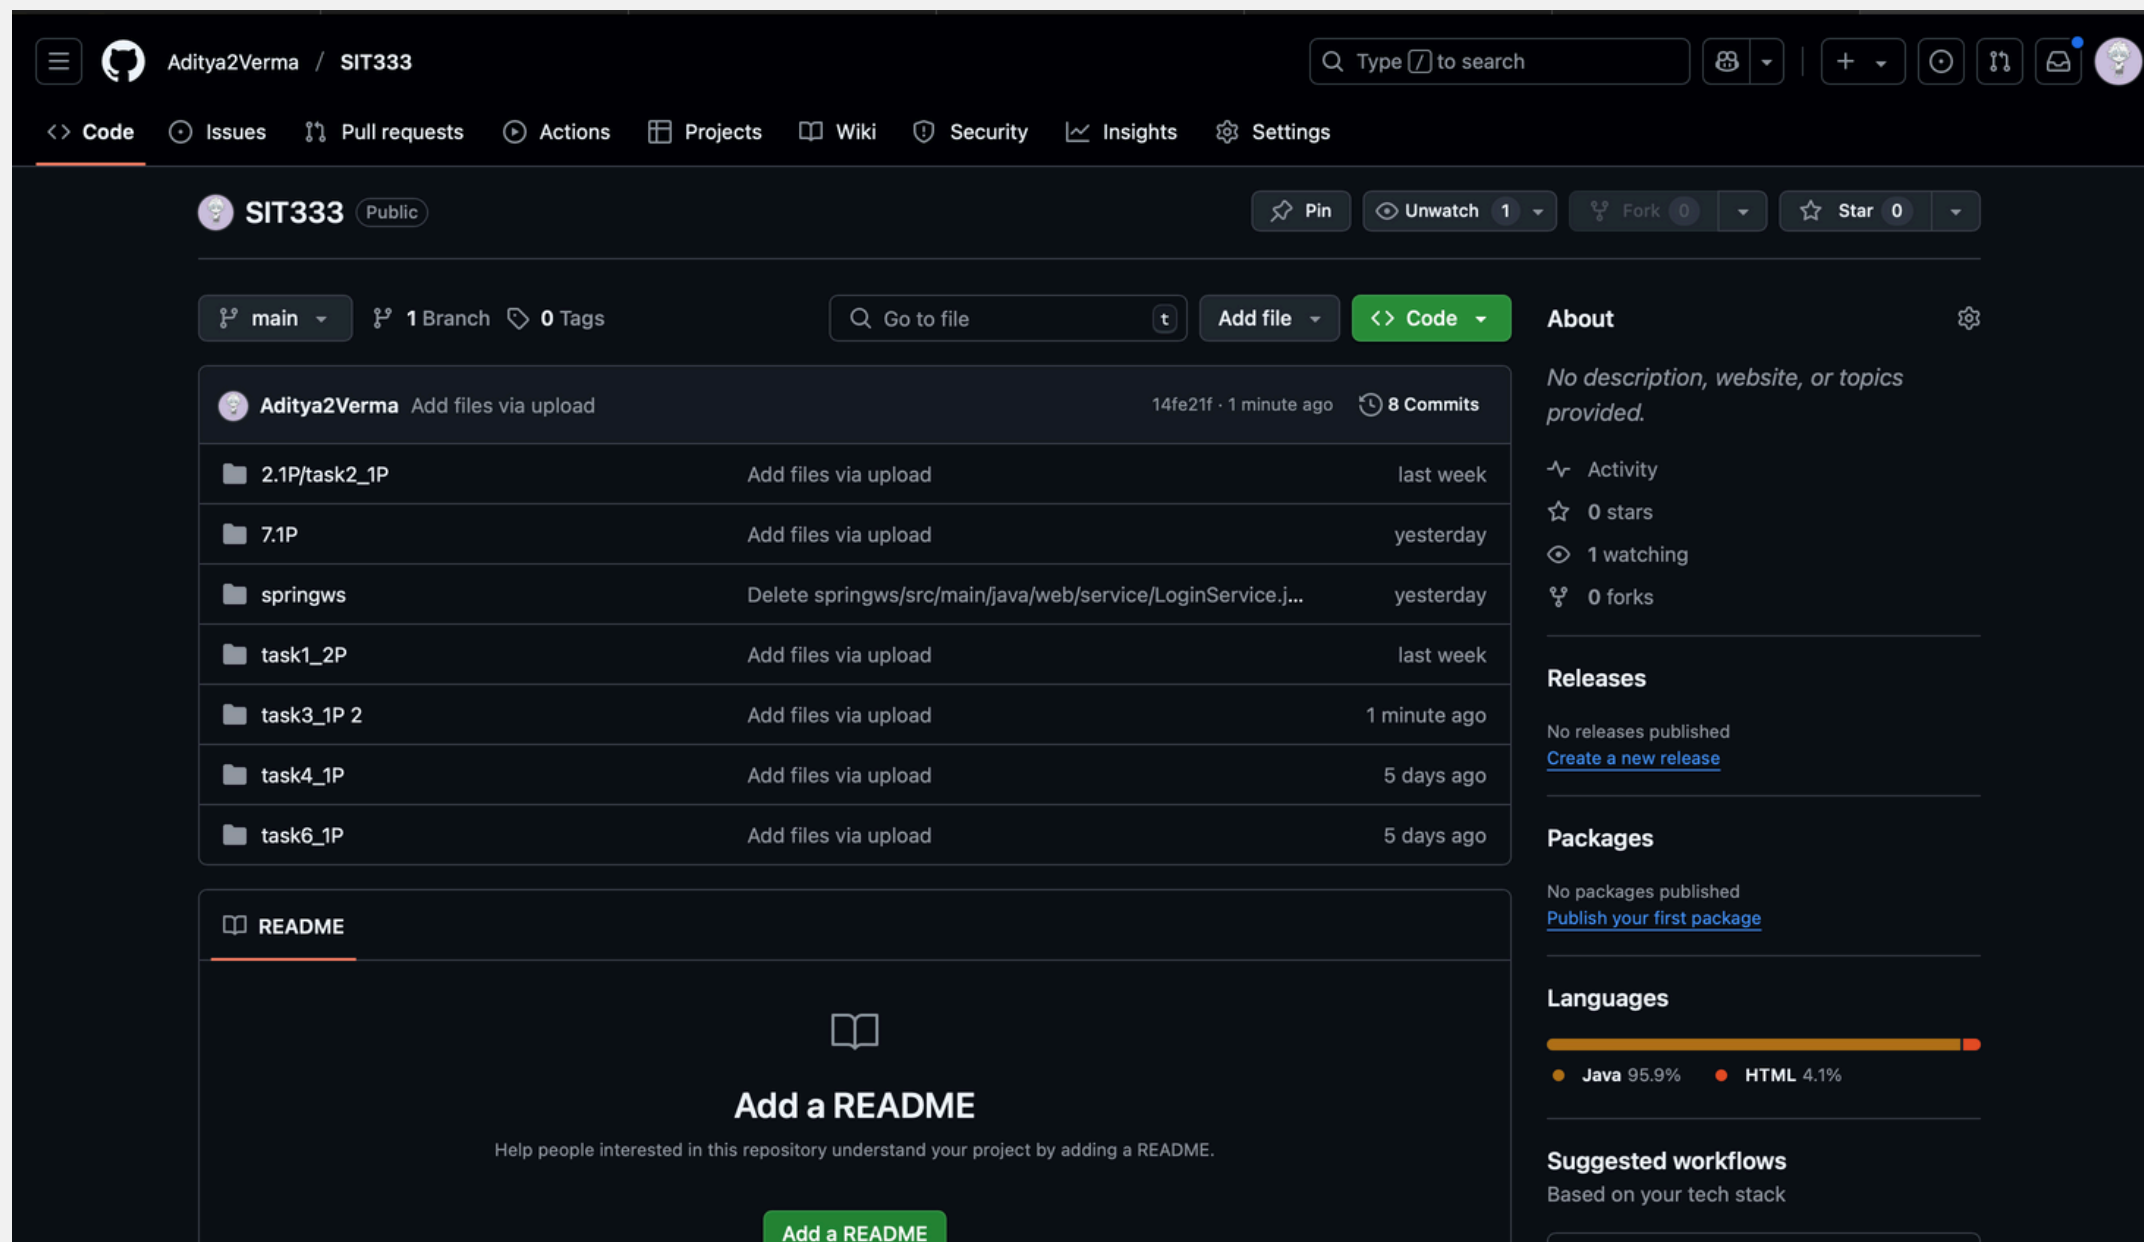 Aditya2Verma / SIT333
Type / to search
Code Issues Pull requests Actions Projects Wiki Security Insights Settings
SIT333 Public
Pin Unwatch 1 Fork 0 Star 0
main 1 Branch 0 Tags Go to file t Add file <> Code
Aditya2Verma Add files via upload 14fe21f · 1 minute ago 8 Commits
2.1P/task2_1P Add files via upload last week
7.1P Add files via upload yesterday
springws Delete springws/src/main/java/web/service/LoginService.j... yesterday
task1_2P Add files via upload last week
task3_1P 2 Add files via upload 1 minute ago
task4_1P Add files via upload 5 days ago
task6_1P Add files via upload 5 days ago
README
Add a README
Help people interested in this repository understand your project by adding a README.
Add a README
About
No description, website, or topics
provided.
Activity
0 stars
1 watching
0 forks
Releases
No releases published
Create a new release
Packages
No packages published
Publish your first package
Languages
Java 95.9% HTML 4.1%
Suggested workflows
Based on your tech stack